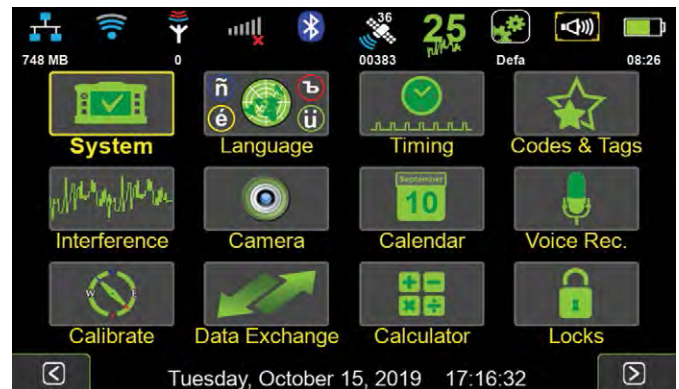 36
25
748 MB 0 00383 Defa 08:26
ñ ъ
é ü
System Language Timing Codes & Tags
September
10
Interference Camera Calendar Voice Rec.
W E
Calibrate Data Exchange Calculator Locks
Tuesday, October 15, 2019 17:16:32